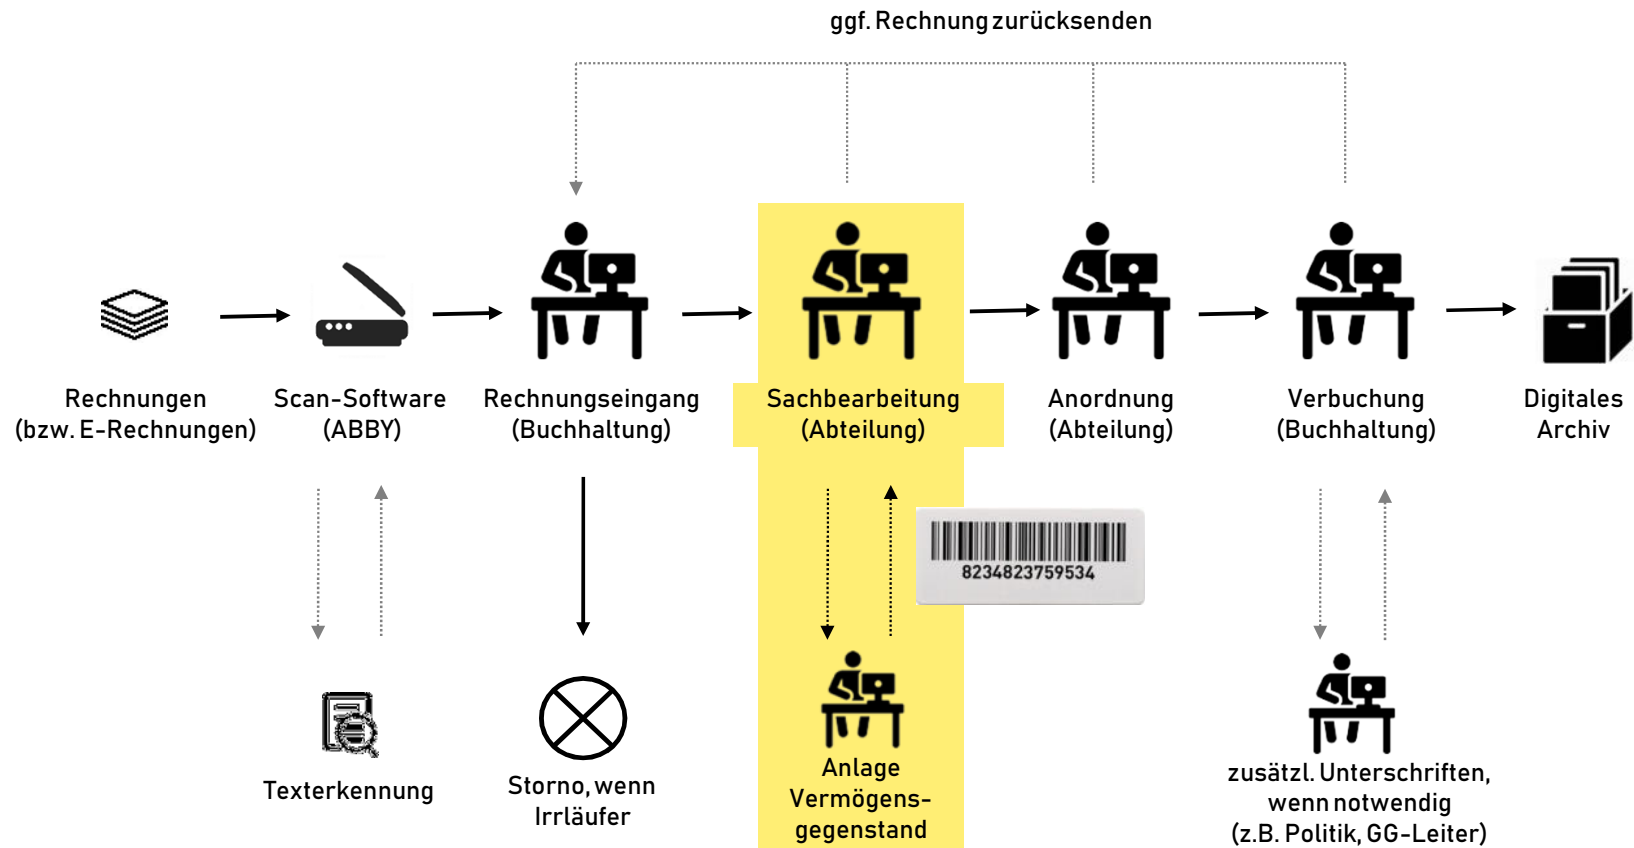 ggf. Rechnung zurücksenden
Rechnungen
(bzw. E-Rechnungen)
Scan-Software
(ABBY)
Rechnungseingang
(Buchhaltung)
Sachbearbeitung
(Abteilung)
Anordnung
(Abteilung)
Verbuchung
(Buchhaltung)
Digitales
Archiv
8234823759534
Texterkennung
Storno, wenn
Irrläufer
Anlage
Vermögens-
gegenstand
zusätzl. Unterschriften,
wenn notwendig
(z.B. Politik, GG-Leiter)